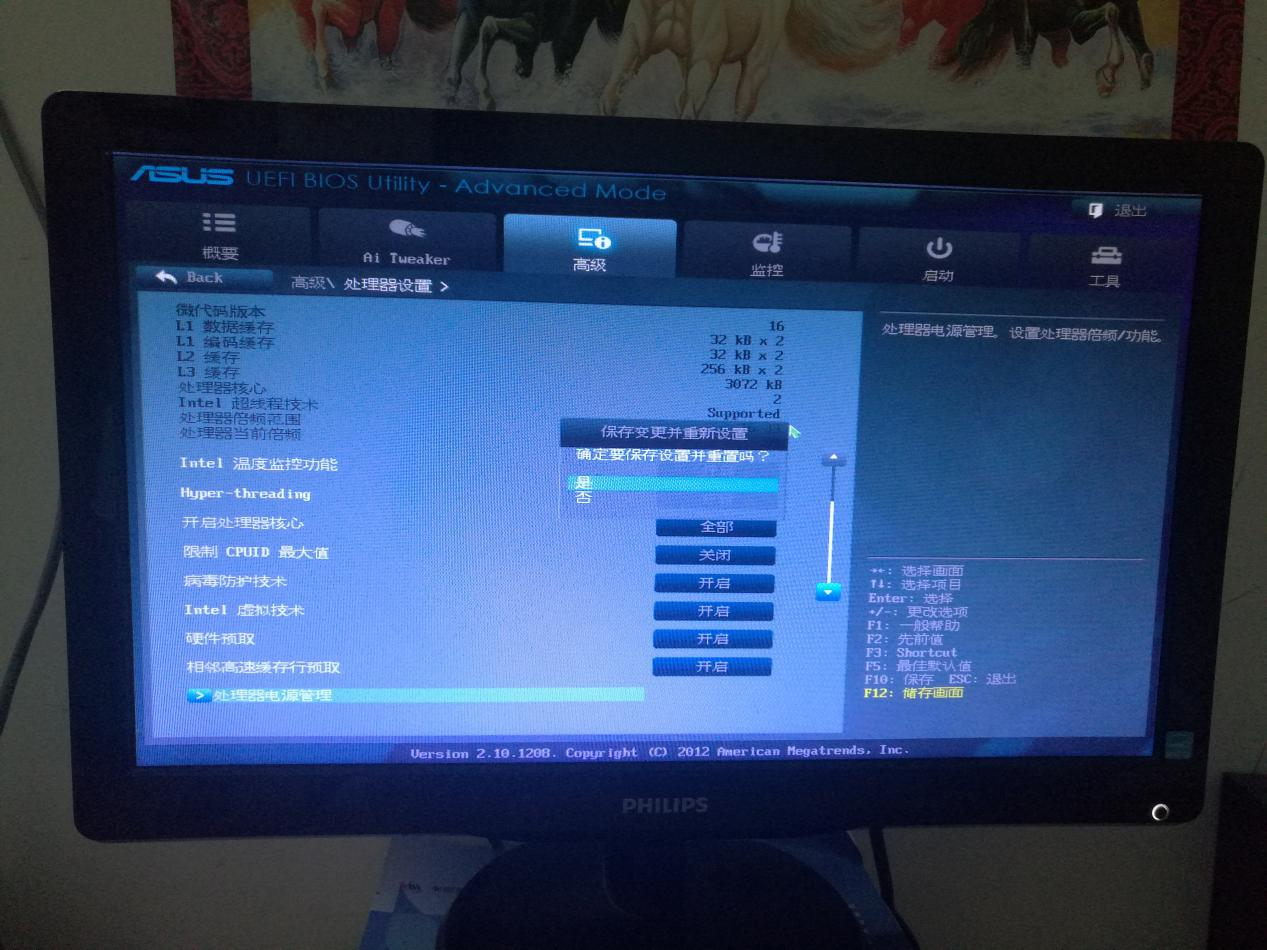 ASUS UEFI BIOS Utility - Advanced Mode
退出
概要
Ai Tweaker
高级
监控
启动
工具
Back
高级\ 处理器设置 >
微代码版本 16
L1 数据缓存 32 kB x 2
L1 编码缓存 32 kB x 2
L2 缓存 256 kB x 2
L3 缓存 3072 kB
处理器核心 2
Intel 超线程技术 Supported
处理器倍频范围
处理器当前倍频
保存变更并重新设置
确定要保存设置并重置吗？
是
否
Intel 温度监控功能
Hyper-threading
开启处理器核心 全部
限制 CPUID 最大值 关闭
病毒防护技术 开启
Intel 虚拟技术 开启
硬件预取 开启
相邻高速缓存行预取 开启
> 处理器电源管理
处理器电源管理。设置处理器倍频/功能。
→←: 选择画面
↑↓: 选择项目
Enter: 选择
+/-: 更改选项
F1: 一般帮助
F2: 先前值
F3: Shortcut
F5: 最佳默认值
F10: 保存 ESC: 退出
F12: 储存画面
Version 2.10.1208. Copyright (C) 2012 American Megatrends, Inc.
PHILIPS